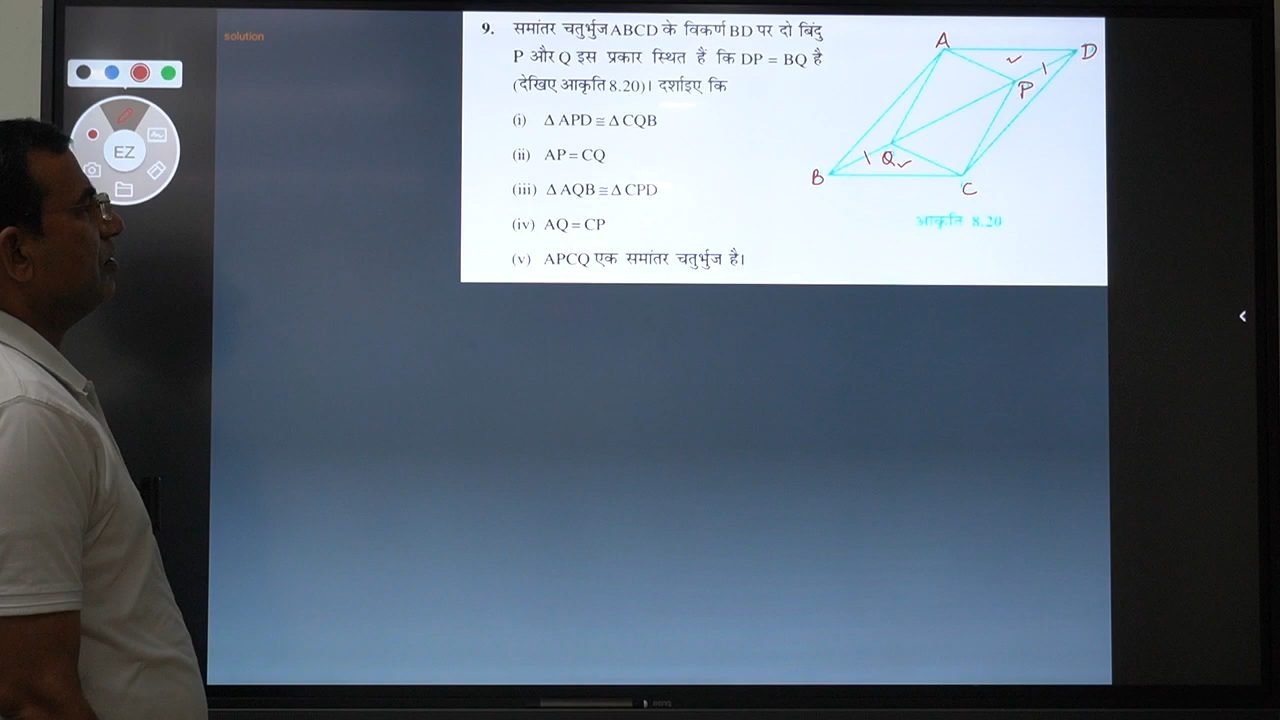 solution
9. समांतर चतुर्भुज ABCD के विकर्ण BD पर दो बिंदु
P और Q इस प्रकार स्थित हैं कि DP = BQ है
(देखिए आकृति 8.20)। दर्शाइए कि
(i) Δ APD ≅ Δ CQB
(ii) AP = CQ
(iii) Δ AQB ≅ Δ CPD
(iv) AQ = CP
(v) APCQ एक समांतर चतुर्भुज है।
A
D
P
Q
B
C
आकृति 8.20
EZ